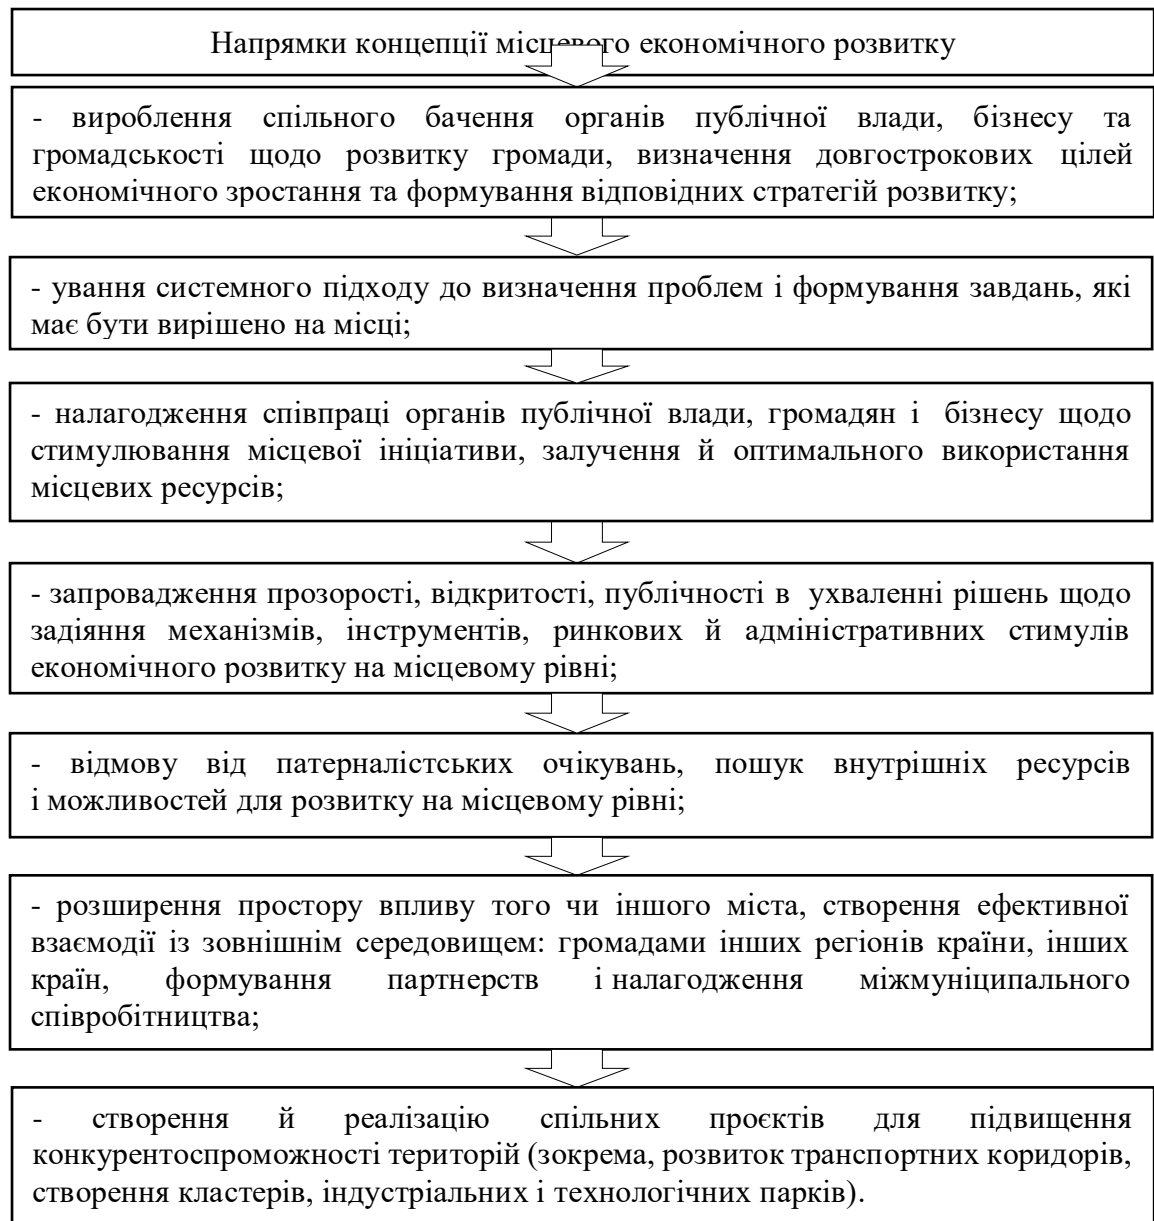 Напрямки концепції місцевого економічного розвитку
- вироблення спільного бачення органів публічної влади, бізнесу та
громадськості щодо розвитку громади, визначення довгострокових цілей
економічного зростання та формування відповідних стратегій розвитку;
- ування системного підходу до визначення проблем і формування завдань, які
має бути вирішено на місці;
- налагодження співпраці органів публічної влади, громадян і бізнесу щодо
стимулювання місцевої ініціативи, залучення й оптимального використання
місцевих ресурсів;
- запровадження прозорості, відкритості, публічності в ухваленні рішень щодо
задіяння механізмів, інструментів, ринкових й адміністративних стимулів
економічного розвитку на місцевому рівні;
- відмову від патерналістських очікувань, пошук внутрішніх ресурсів
і можливостей для розвитку на місцевому рівні;
- розширення простору впливу того чи іншого міста, створення ефективної
взаємодії із зовнішнім середовищем: громадами інших регіонів країни, інших
країн, формування партнерств і налагодження міжмуніципального
співробітництва;
- створення й реалізацію спільних проєктів для підвищення
конкурентоспроможності територій (зокрема, розвиток транспортних коридорів,
створення кластерів, індустріальних і технологічних парків).